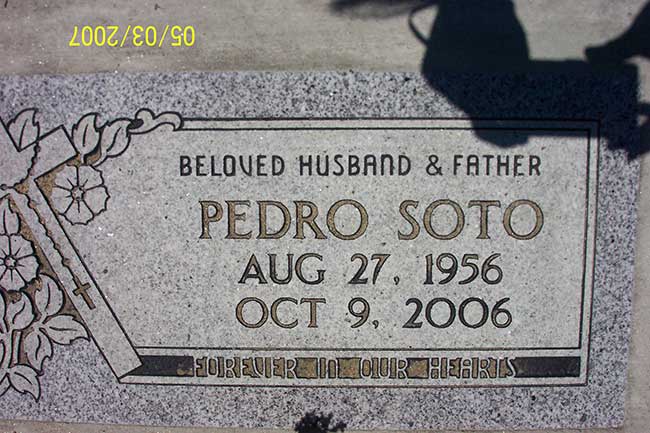 05/03/2007
BELOVED HUSBAND & FATHER
PEDRO SOTO
AUG 27, 1956
OCT 9, 2006
FOREVER IN OUR HEARTS